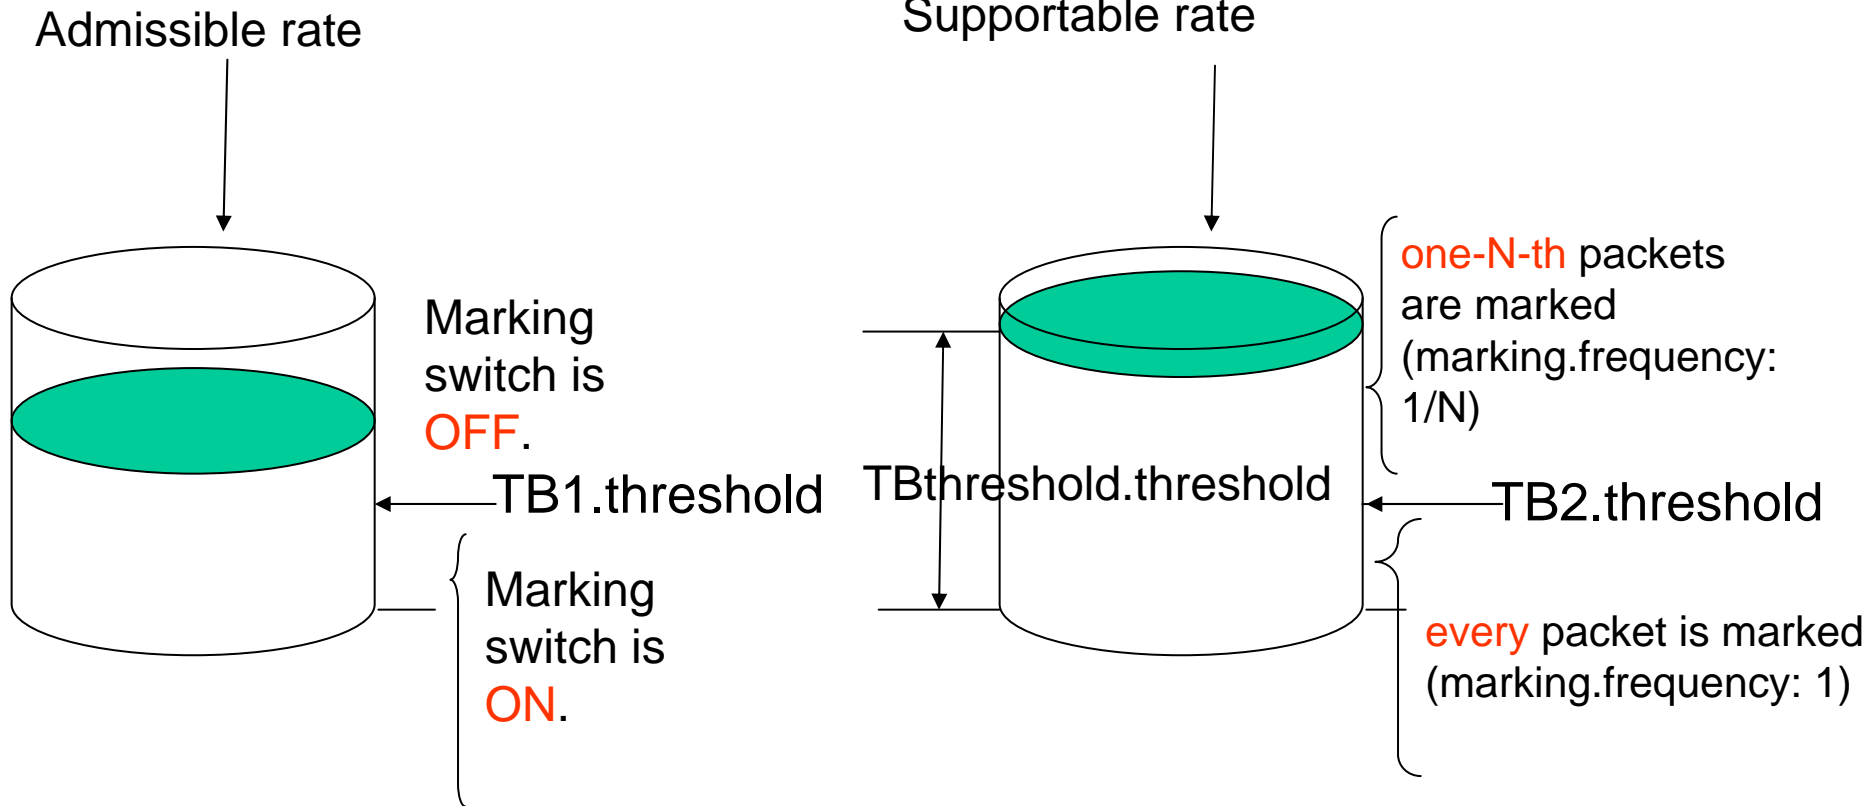 Admissible rate
Supportable rate
Marking
switch is
OFF.
TB1.threshold
Marking
switch is
ON.
TBthreshold.threshold
one-N-th packets
are marked
(marking.frequency:
1/N)
TB2.threshold
every packet is marked
(marking.frequency: 1)